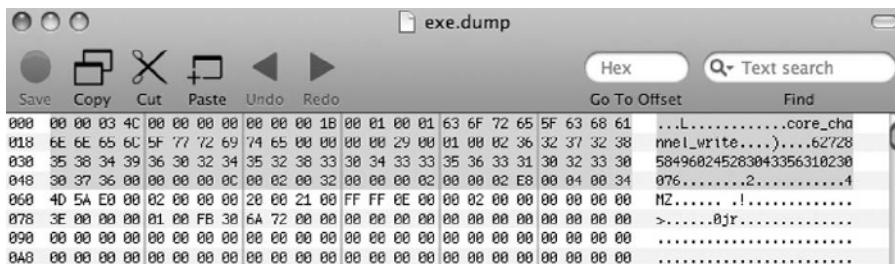 exe.dump
Hex
Text search
Save Copy Cut Paste Undo Redo Go To Offset Find
000 00 00 03 4C 00 00 00 00 00 00 00 1B 00 01 00 01 63 6F 72 65 5F 63 68 61 ...L............core_cha
018 6E 6E 65 6C 5F 77 72 69 74 65 00 00 00 29 00 01 00 02 36 32 37 32 38 nnel_write....)....62728
030 35 38 34 39 36 30 32 34 35 32 38 33 30 34 33 33 35 36 33 31 30 32 33 30 584960245283043356310230
048 30 37 36 00 00 00 00 0C 00 02 00 32 00 00 00 02 00 00 02 E8 00 04 00 34 076........2...........4
060 4D 5A E0 00 02 00 00 00 20 00 21 00 FF FF 0E 00 00 02 00 00 00 00 00 00 MZ...... .!.............
078 3E 00 00 00 01 00 FB 30 6A 72 00 00 00 00 00 00 00 00 00 00 00 00 00 00 >......0jr..............
090 00 00 00 00 00 00 00 00 00 00 00 00 00 00 00 00 00 00 00 00 00 00 00 00 ........................
0A8 00 00 00 00 00 00 00 00 00 00 00 00 00 00 00 00 00 00 00 00 00 00 00 00 ........................